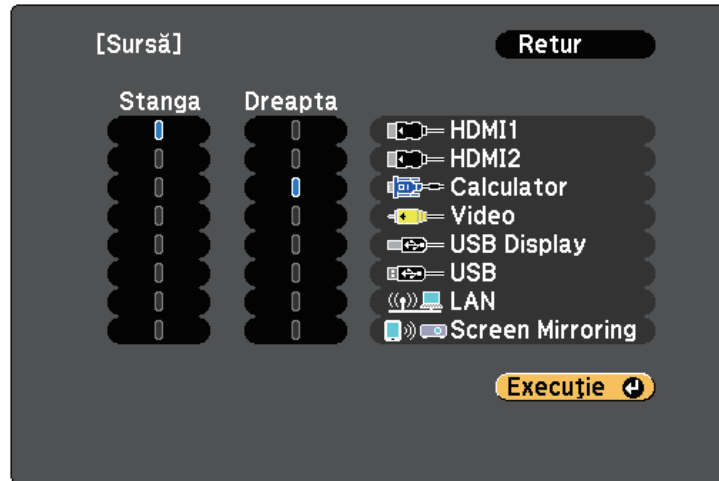 [Sursă] Retur
Stanga Dreapta
HDMI1
HDMI2
Calculator
Video
USB Display
USB
LAN
Screen Mirroring
Execuţie